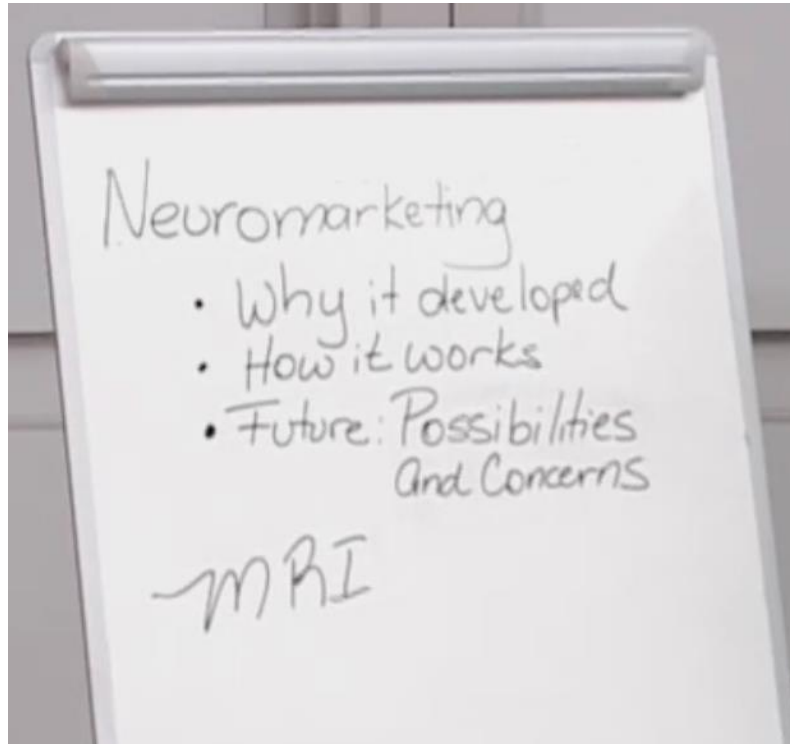 Neuromarketing
• Why it developed
• How it works
• Future: Possibilities
And Concerns
MRI